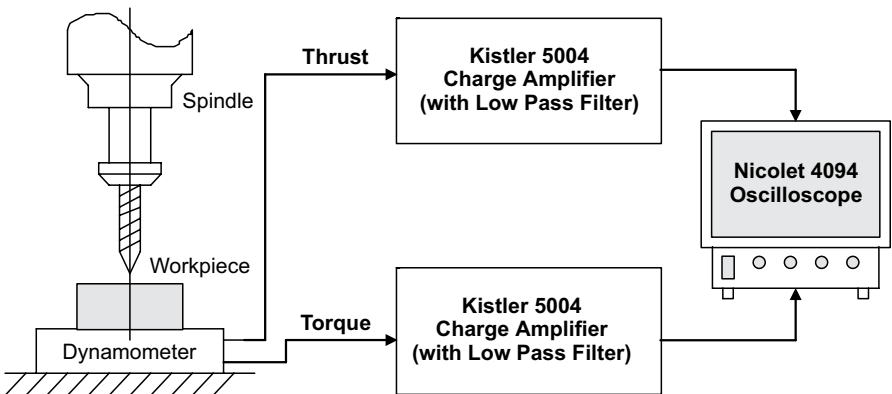 Thrust
Kistler 5004
Charge Amplifier
(with Low Pass Filter)
Spindle
Nicolet 4094
Oscilloscope
Workpiece
Torque
Kistler 5004
Charge Amplifier
(with Low Pass Filter)
Dynamometer